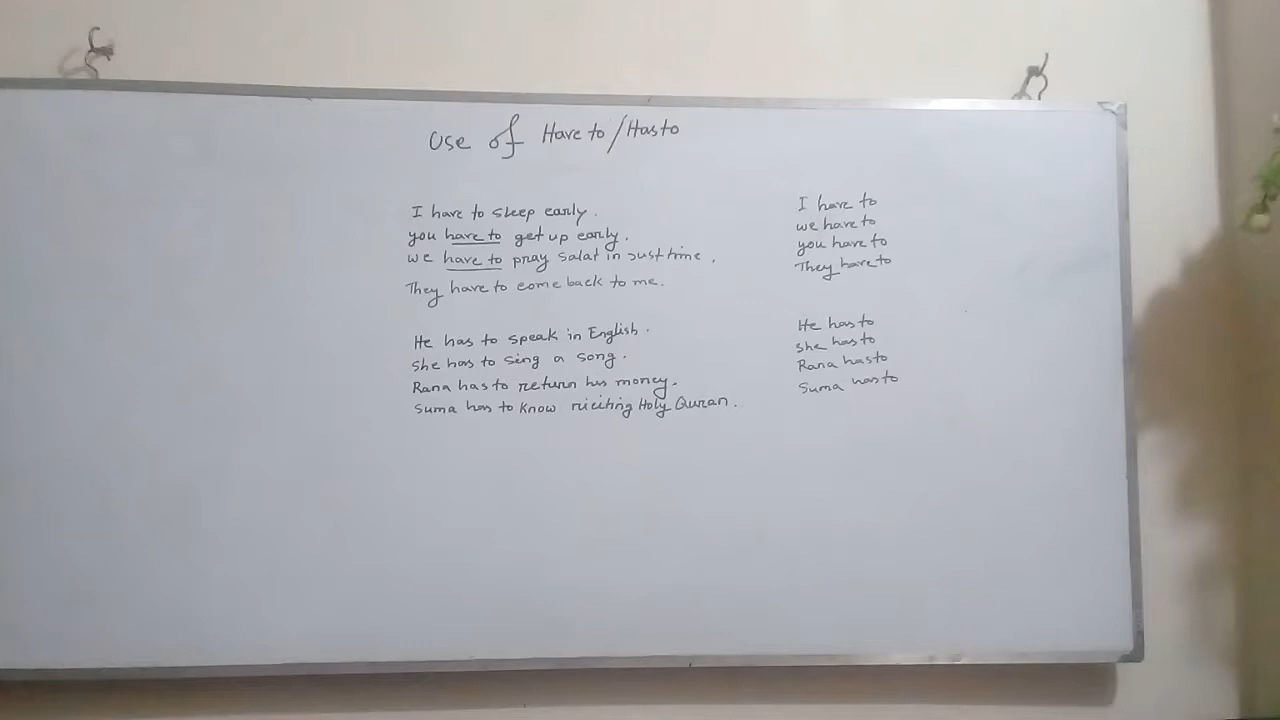 Use of Have to/Has to
I have to sleep early.
you have to get up early.
we have to pray salat in Just time.
They have to come back to me.
He has to speak in English.
She has to sing a song.
Rana has to return his money.
Suma has to know riciting Holy Quran.
I have to
we have to
you have to
They have to
He has to
she has to
Rana has to
Suma has to